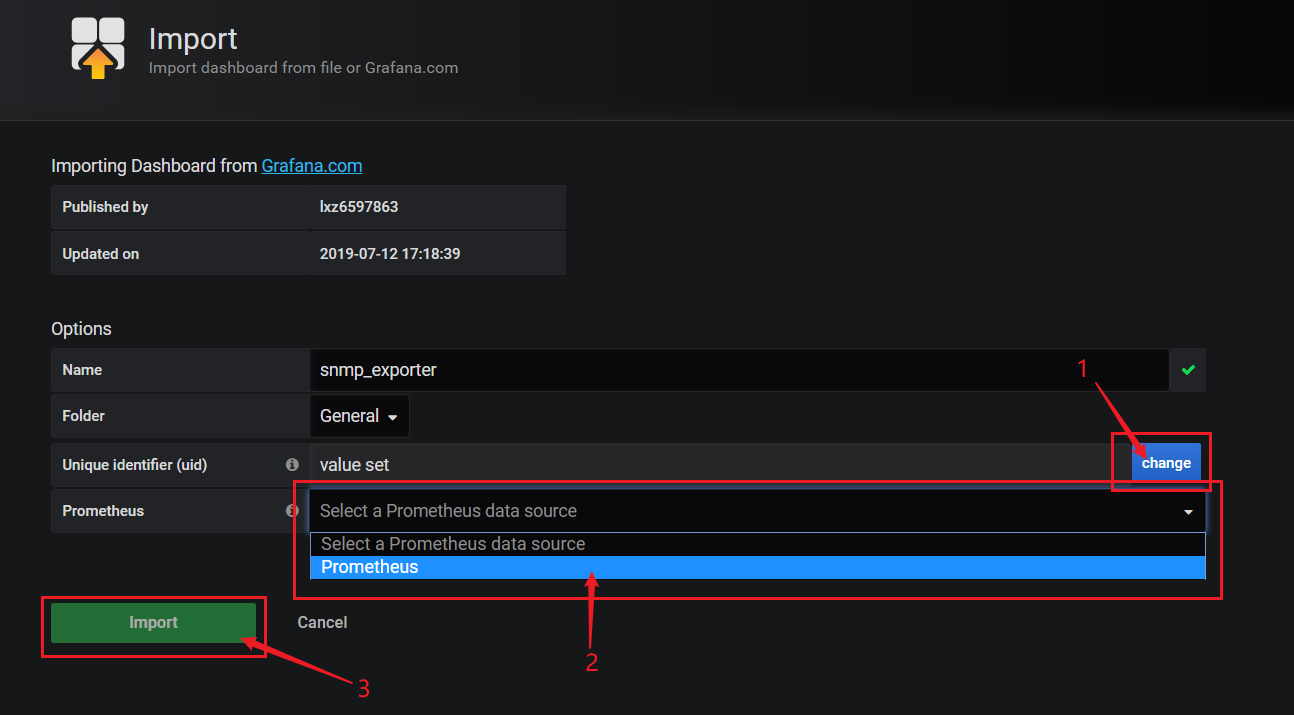 Import
Import dashboard from file or Grafana.com
Importing Dashboard from Grafana.com
Published by lxz6597863
Updated on 2019-07-12 17:18:39
Options
Name snmp_exporter
1
Folder General
Unique identifier (uid) value set change
Prometheus Select a Prometheus data source
Select a Prometheus data source
Prometheus
Import Cancel
2
3